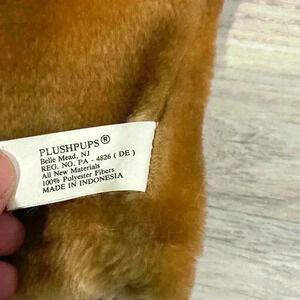 PLUSHPUPS®
Belle Mead, NJ
REG. NO. PA - 4826 ( DE )
All New Materials
100% Polyester Fibers
MADE IN INDONESIA